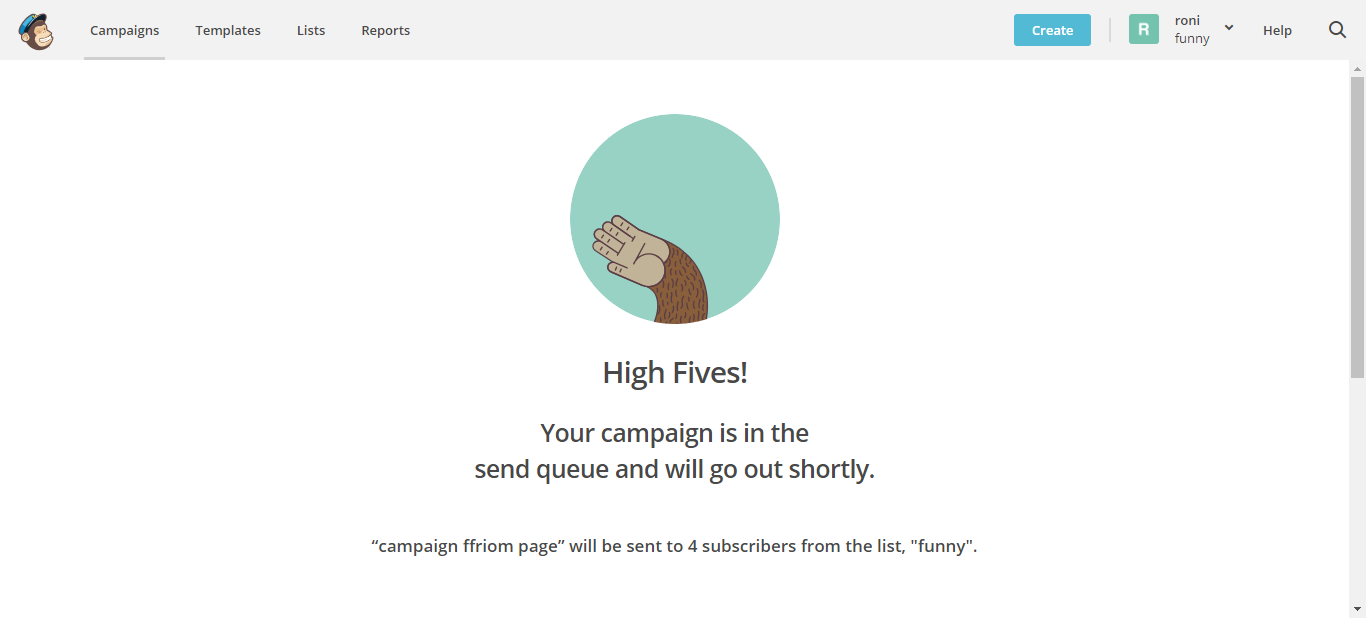 Campaigns
Templates
Lists
Reports
Create
R
roni
funny
Help
High Fives!
Your campaign is in the
send queue and will go out shortly.
“campaign ffriom page” will be sent to 4 subscribers from the list, "funny".